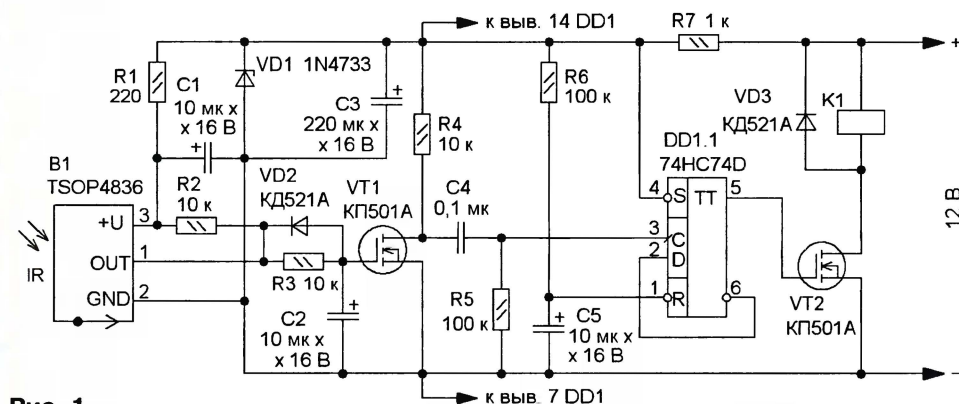 к выв. 14 DD1
R7 1 к
+
R1
220
C1
10 мк х
х 16 В
+
VD1 1N4733
C3
220 мк х
х 16 В
+
R4
10 к
R6
100 к
VD3
КД521А
K1
B1
TSOP4836
IR
+U
OUT
GND
3
1
2
R2
10 к
VD2
КД521А
R3 10 к
VT1
КП501А
C4
0,1 мк
DD1.1
74HC74D
4
S
TT
5
3
C
2
D
1
R
6
12 В
C2
10 мк х
х 16 В
+
R5
100 к
C5
10 мк х
х 16 В
+
VT2
КП501А
–
к выв. 7 DD1